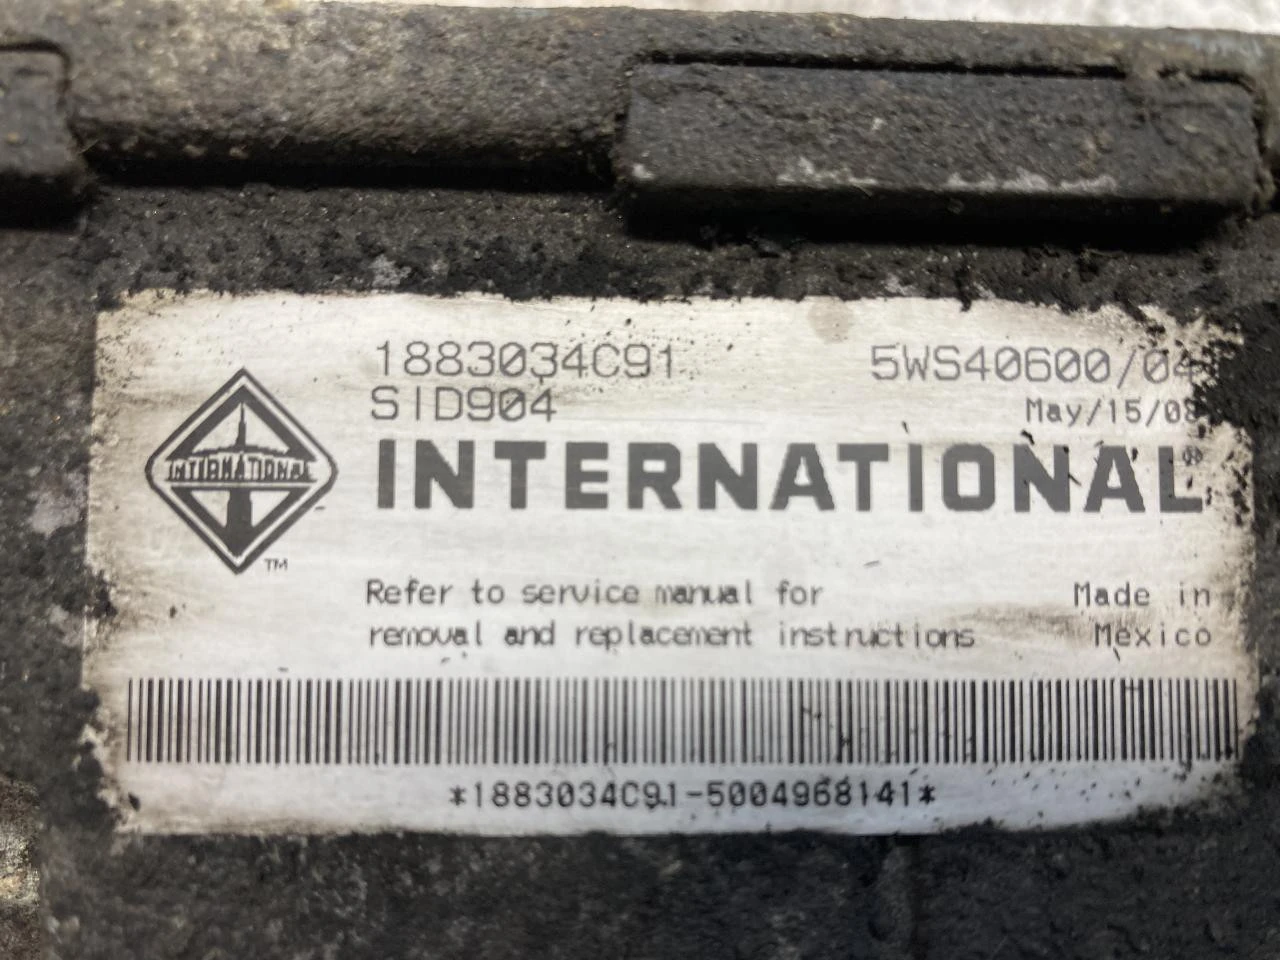 1883034C91 5WS40600/04
SID904 May/15/08
INTERNATIONAL®
INTERNATIONAL
TM
Refer to service manual for Made in
removal and replacement instructions Mexico
*1883034C91-5004968141*